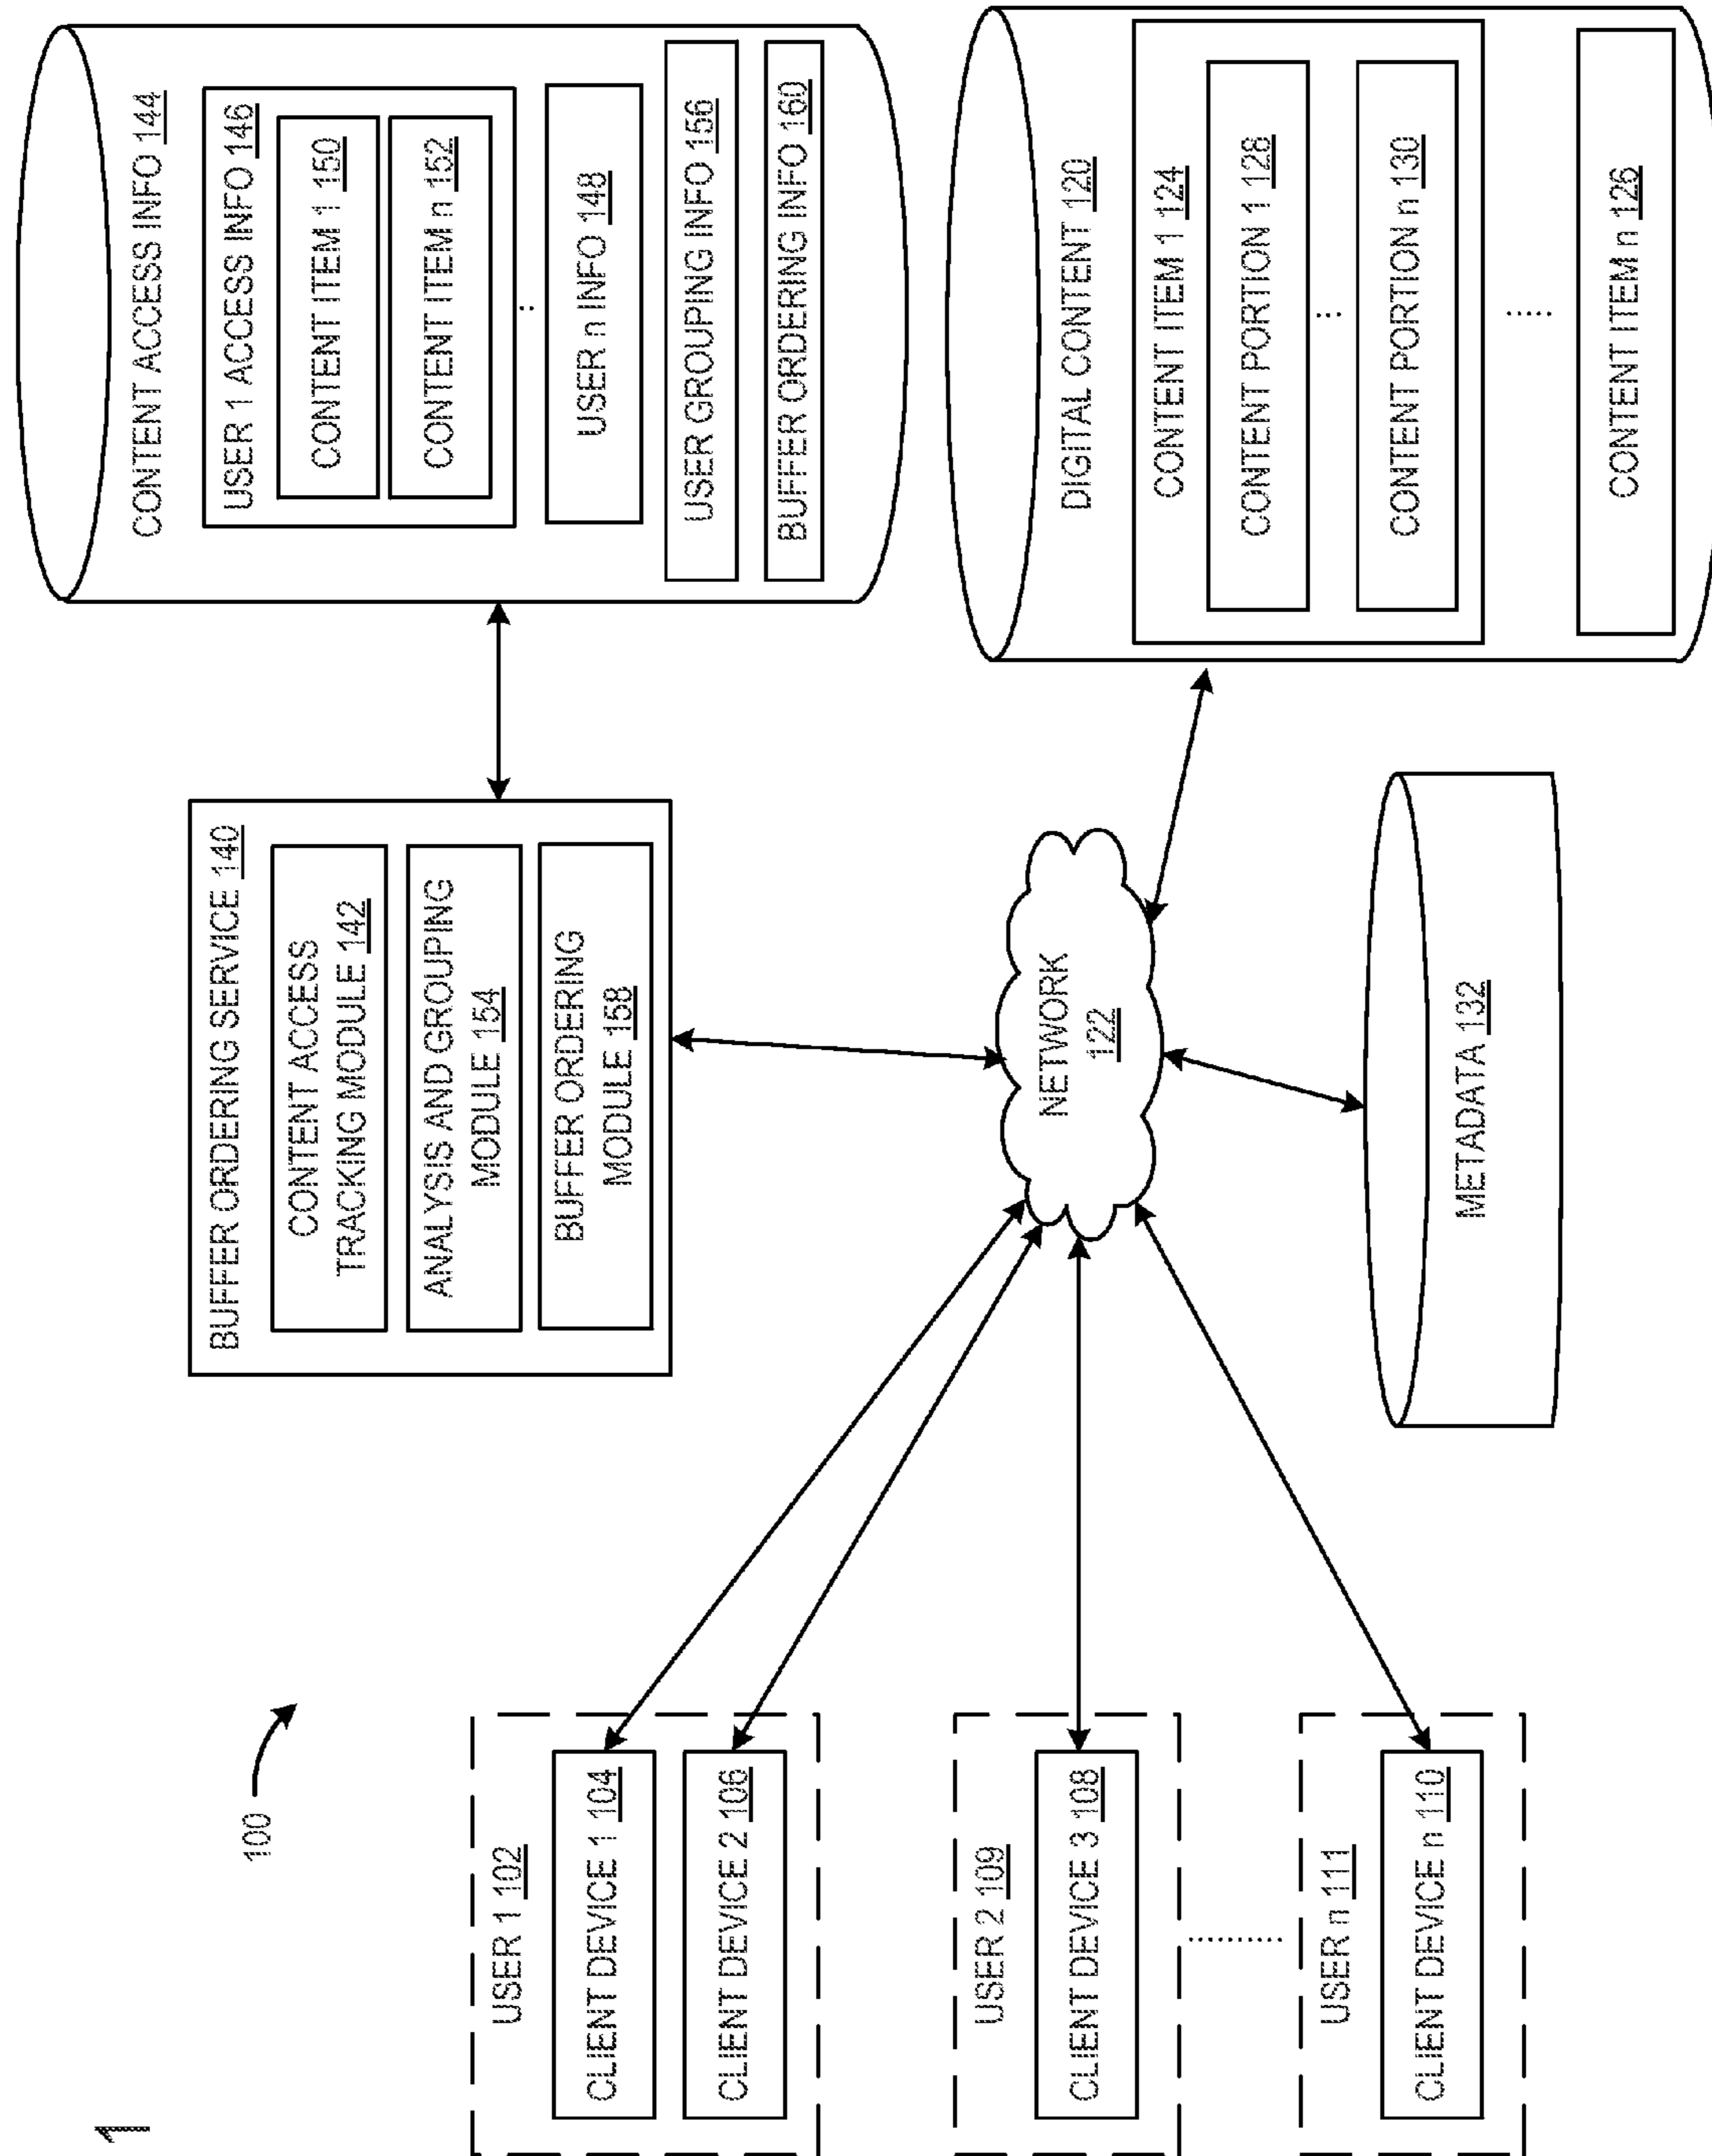 1
100
USER 1 102
CLIENT DEVICE 1 104
CLIENT DEVICE 2 106
USER 2 109
CLIENT DEVICE 3 108
..........
USER n 111
CLIENT DEVICE n 110
BUFFER ORDERING SERVICE 140
CONTENT ACCESS
TRACKING MODULE 142
ANALYSIS AND GROUPING
MODULE 154
BUFFER ORDERING
MODULE 158
NETWORK
122
METADATA 132
CONTENT ACCESS INFO 144
USER 1 ACCESS INFO 146
CONTENT ITEM 1 150
CONTENT ITEM n 152
..
USER n INFO 148
USER GROUPING INFO 156
BUFFER ORDERING INFO 160
DIGITAL CONTENT 120
CONTENT ITEM 1 124
CONTENT PORTION 1 128
...
CONTENT PORTION n 130
.....
CONTENT ITEM n 126